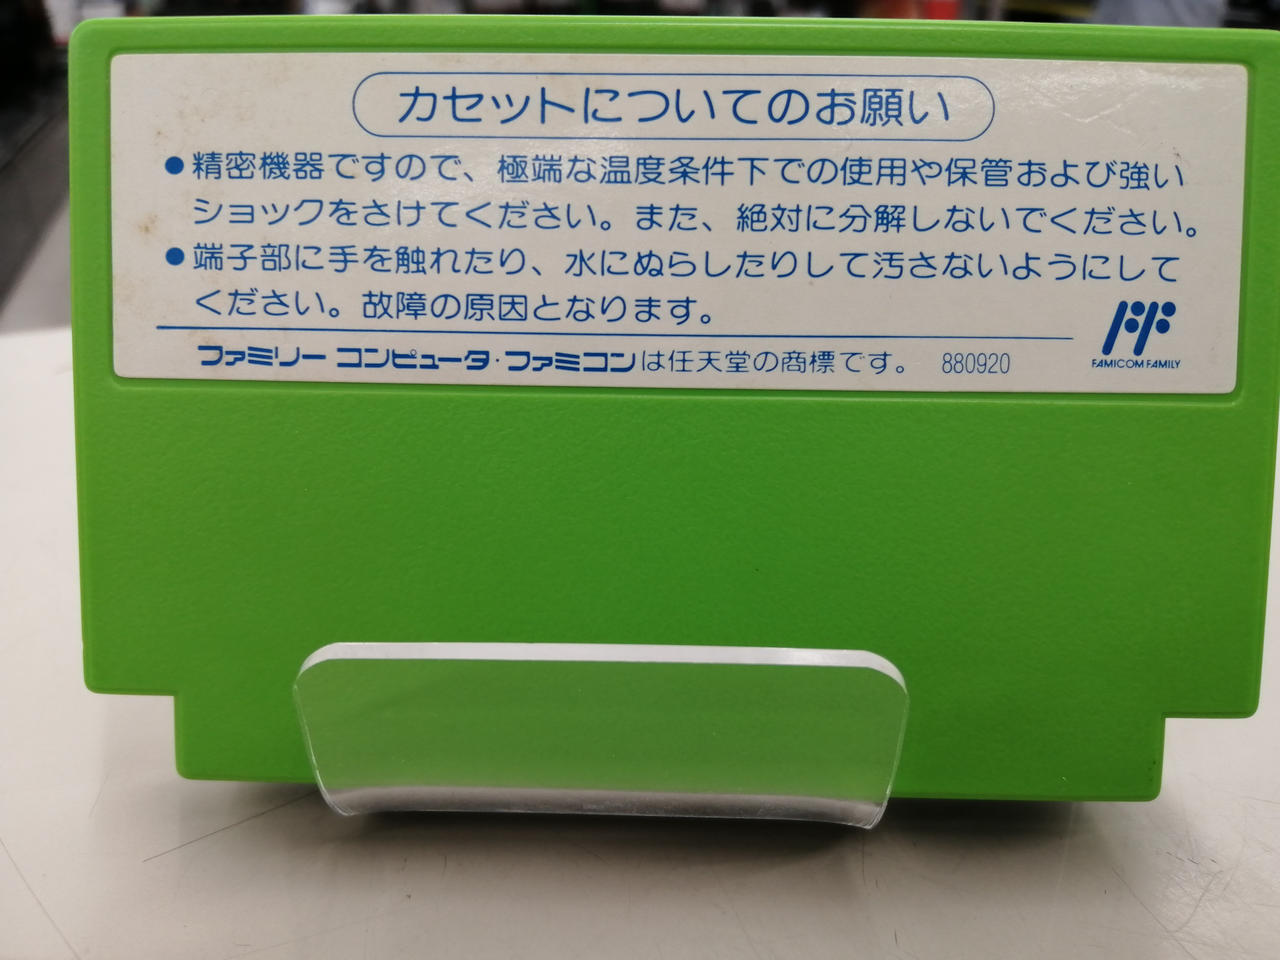 カセットについてのお願い
●精密機器ですので、極端な温度条件下での使用や保管および強い
ショックをさけてください。また、絶対に分解しないでください。
●端子部に手を触れたり、水にぬらしたりして汚さないようにして
ください。故障の原因となります。
ファミリー コンピュータ・ファミコンは任天堂の商標です。 880920
FF
FAMICOM FAMILY